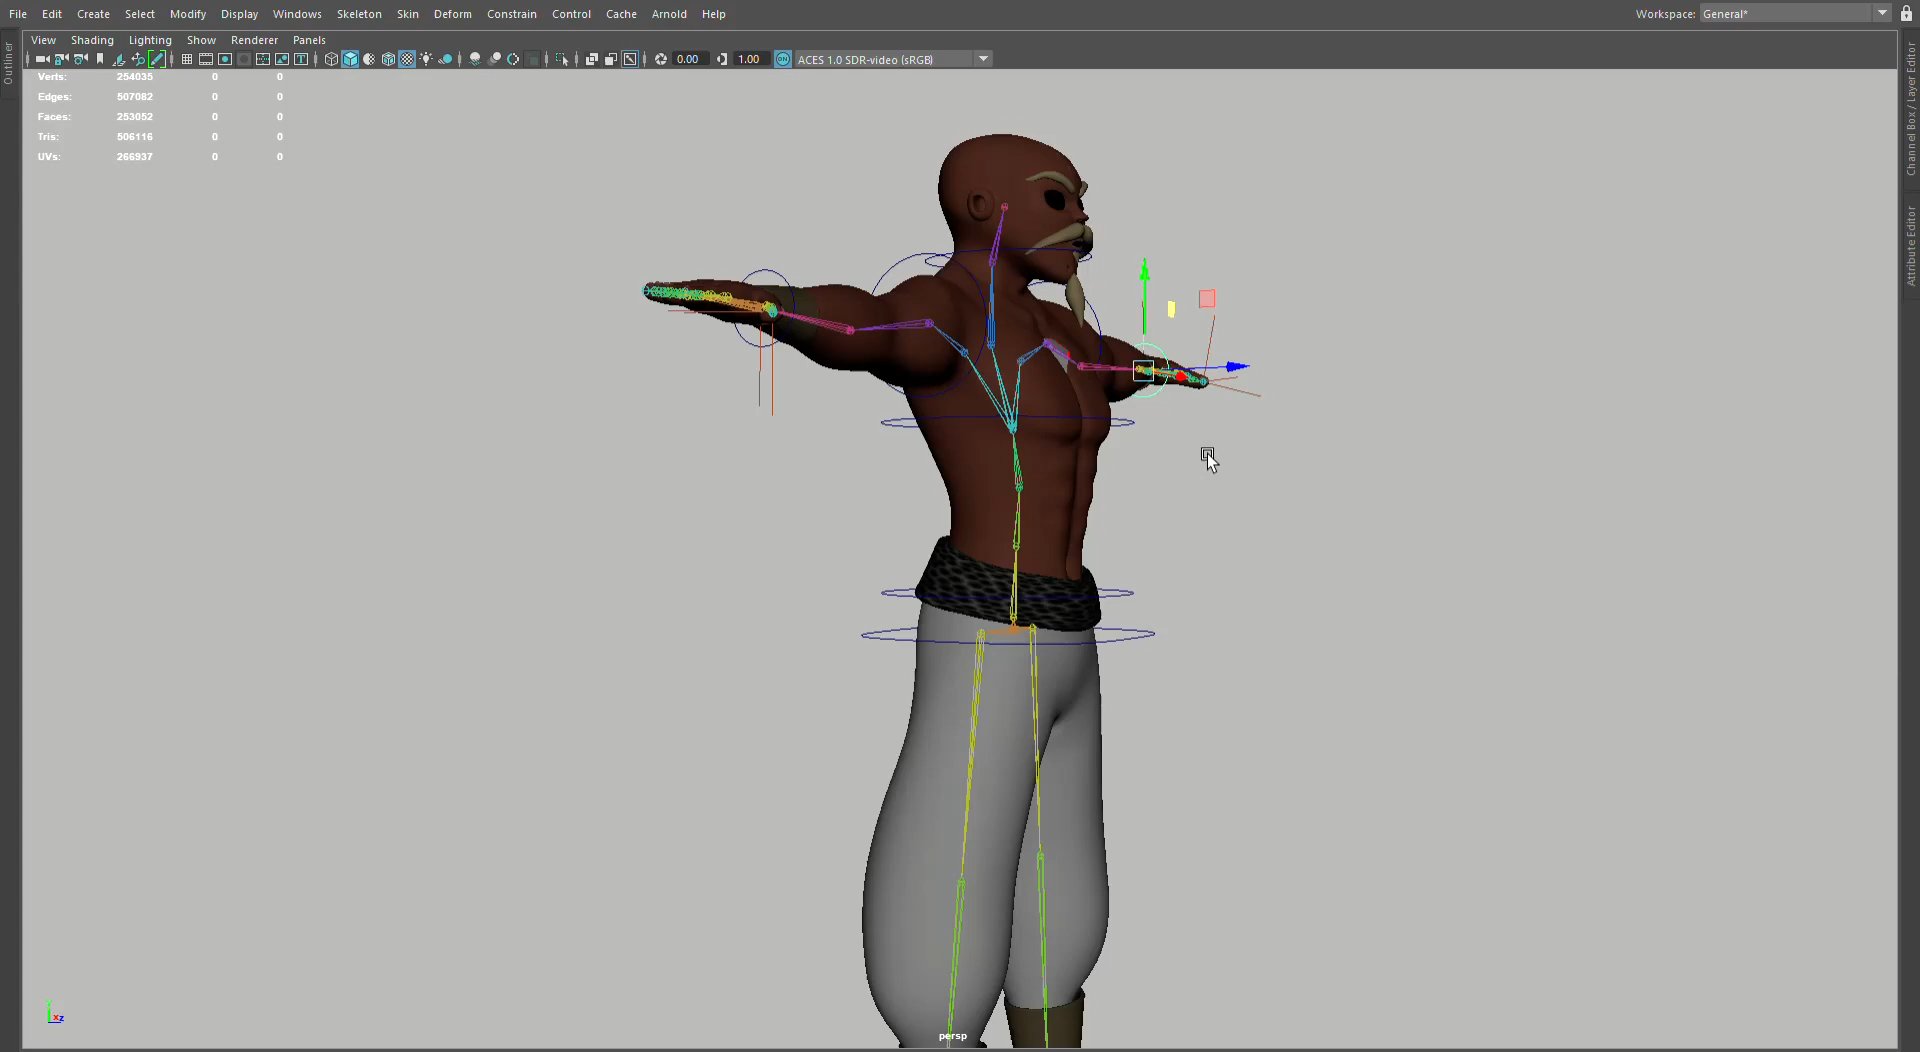 File Edit Create Select Modify Display Windows Skeleton Skin Deform Constrain Control Cache Arnold Help Workspace: General*
View Shading Lighting Show Renderer Panels
0.00 1.00 ON ACES 1.0 SDR-video (sRGB)
Outliner
Verts: 254035 0 0
Edges: 507082 0 0
Faces: 253052 0 0
Tris: 506116 0 0
UVs: 266937 0 0
Channel Box / Layer Editor
Attribute Editor
Y
xz
persp